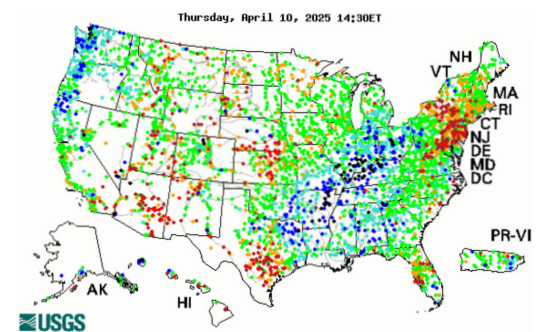 Thursday, April 10, 2025 14:30ET
NH
VT
MA
RI
CT
NJ
DE
MD
DC
PR-VI
AK
HI
USGS